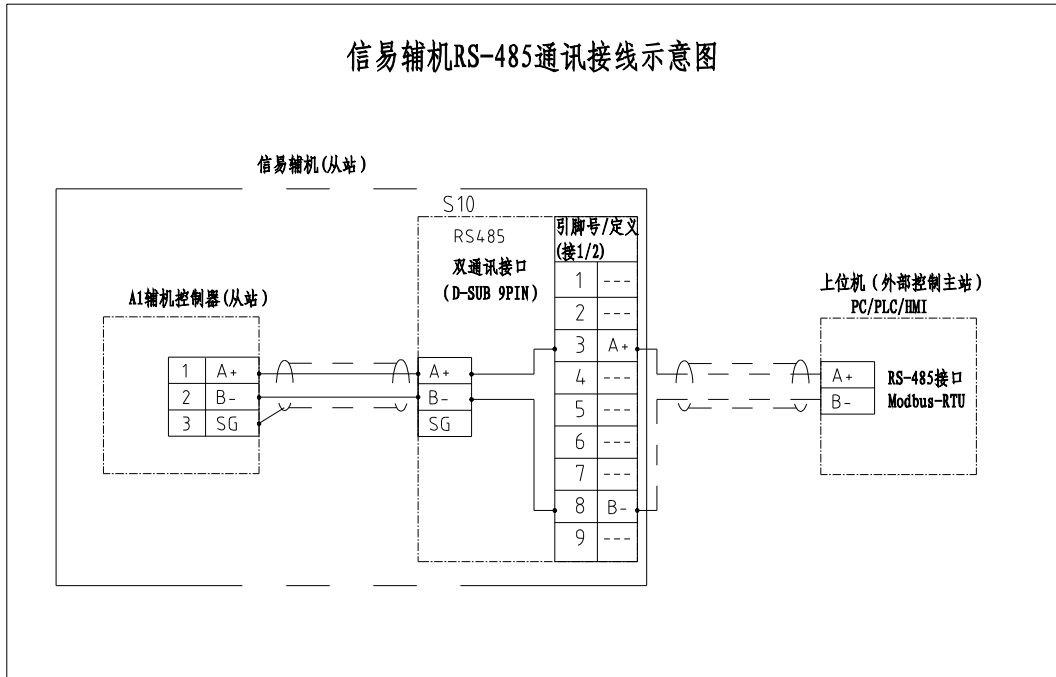 信易辅机RS-485通讯接线示意图
信易辅机(从站)
S10
RS485
双通讯接口
(D-SUB 9PIN)
引脚号/定义
(接1/2)
1 ---
2 ---
3 A+
4 ---
5 ---
6 ---
7 ---
8 B-
9 ---
A1辅机控制器(从站)
1 A+
2 B-
3 SG
A+
B-
SG
上位机(外部控制主站)
PC/PLC/HMI
A+
B-
RS-485接口
Modbus-RTU